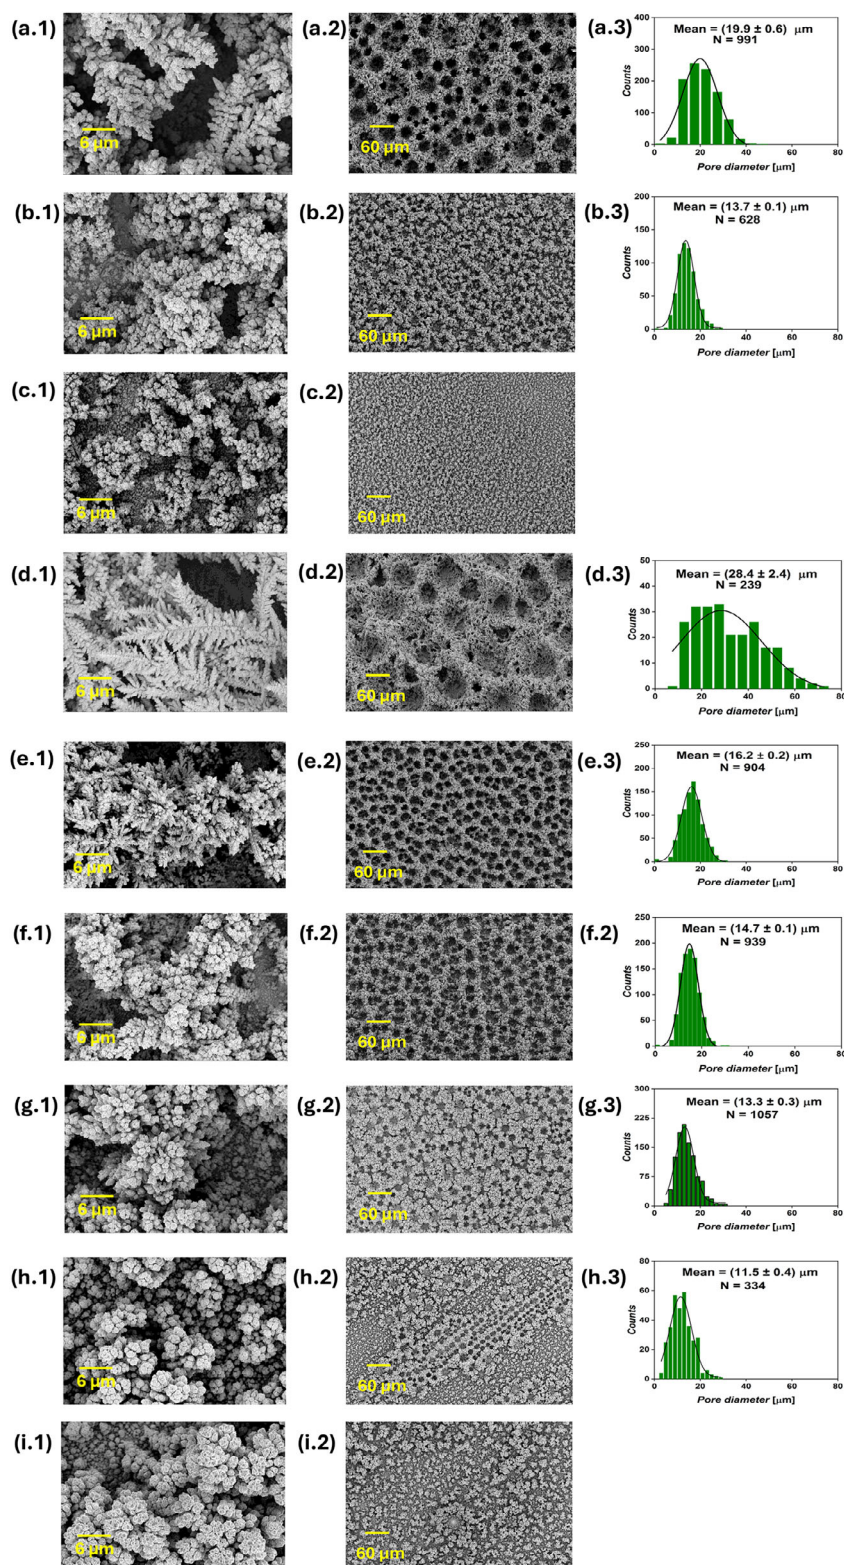 (a.1)
6 μm
(a.2)
60 μm
(a.3)
Mean = (19.9 ± 0.6) μm
N = 991
Counts
400
300
200
100
0
0 20 40 60 80
Pore diameter [μm]
(b.1)
6 μm
(b.2)
60 μm
(b.3)
Mean = (13.7 ± 0.1) μm
N = 628
Counts
200
150
100
50
0
0 20 40 60 80
Pore diameter [μm]
(c.1)
6 μm
(c.2)
60 μm
(d.1)
6 μm
(d.2)
60 μm
(d.3)
Mean = (28.4 ± 2.4) μm
N = 239
Counts
50
40
30
20
10
0
0 20 40 60 80
Pore diameter [μm]
(e.1)
6 μm
(e.2)
60 μm
(e.3)
Mean = (16.2 ± 0.2) μm
N = 904
Counts
250
200
150
100
50
0
0 20 40 60 80
Pore diameter [μm]
(f.1)
6 μm
(f.2)
60 μm
(f.2)
Mean = (14.7 ± 0.1) μm
N = 939
Counts
250
200
150
100
50
0
0 20 40 60 80
Pore diameter [μm]
(g.1)
6 μm
(g.2)
60 μm
(g.3)
Mean = (13.3 ± 0.3) μm
N = 1057
Counts
300
225
150
75
0
0 20 40 60 80
Pore diameter [μm]
(h.1)
6 μm
(h.2)
60 μm
(h.3)
Mean = (11.5 ± 0.4) μm
N = 334
Counts
80
60
40
20
0
0 20 40 60 80
Pore diameter [μm]
(i.1)
6 μm
(i.2)
60 μm